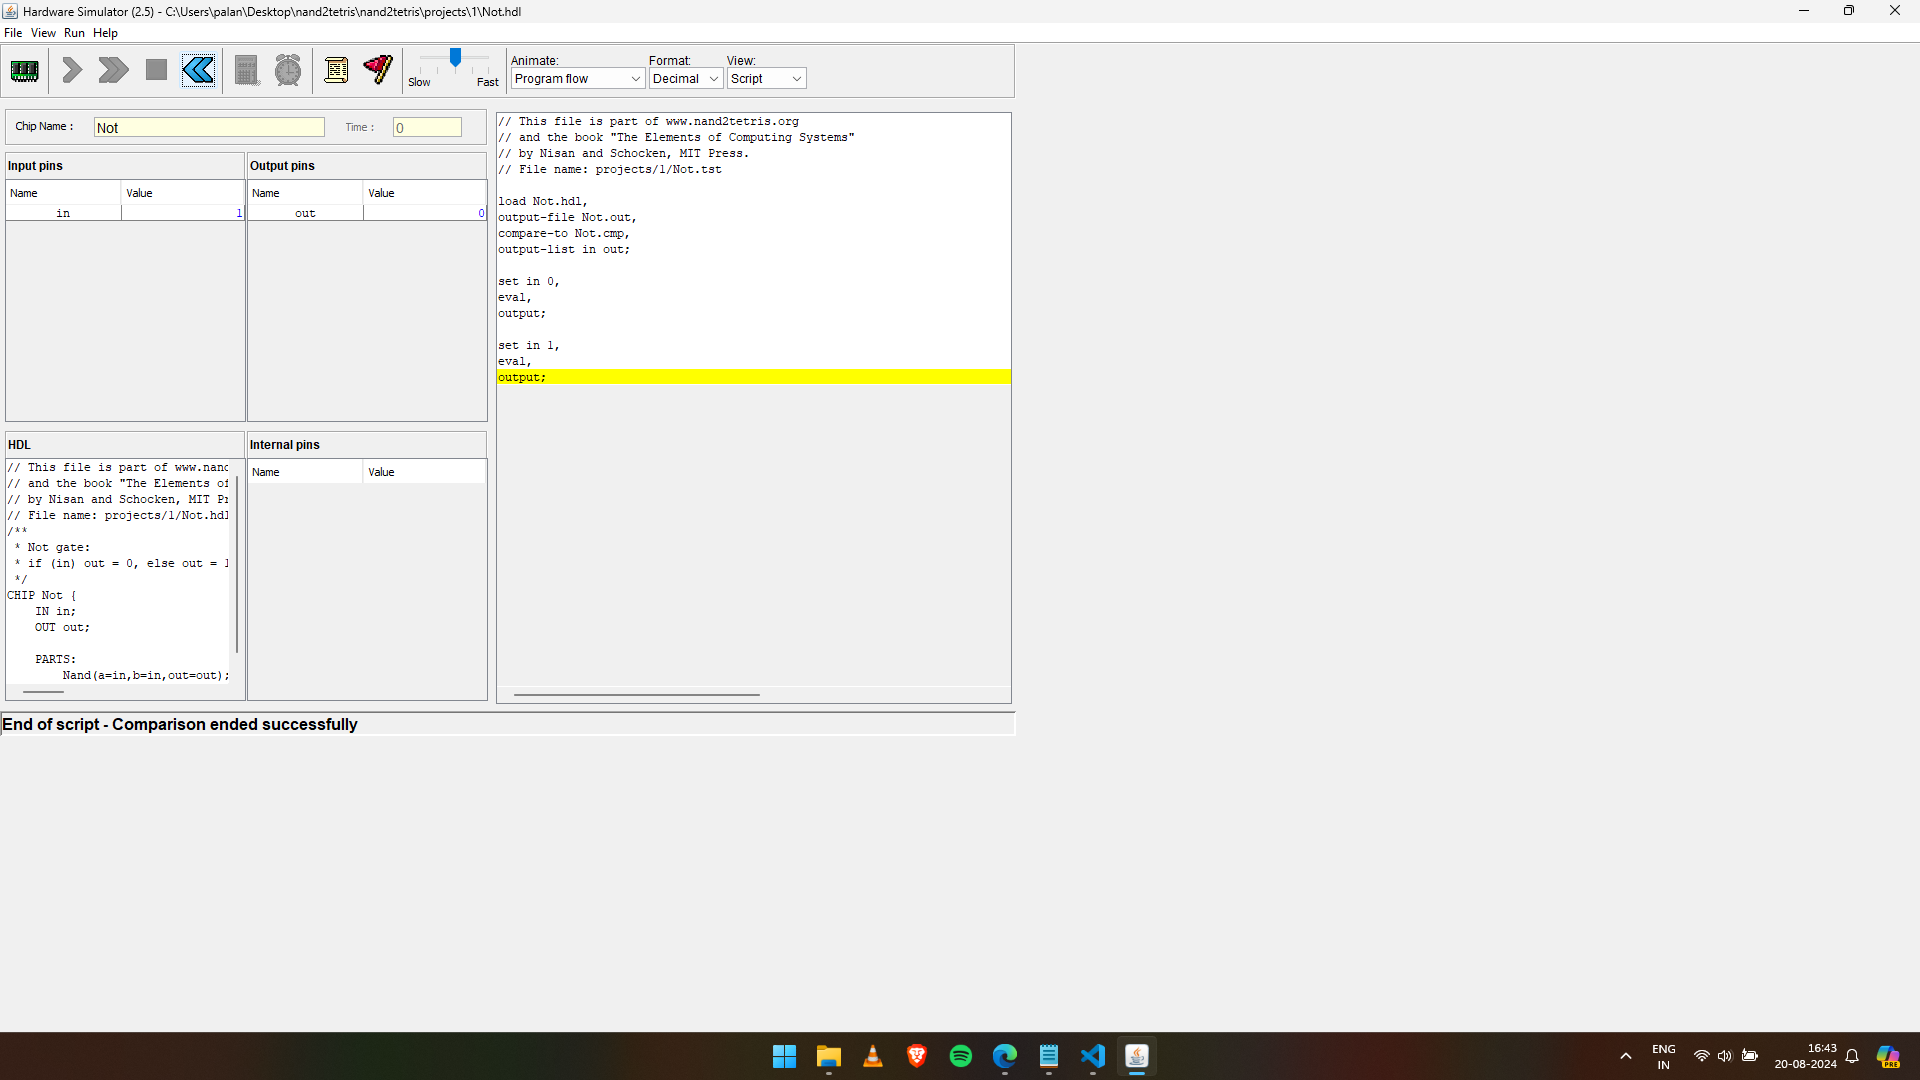 Hardware Simulator (2.5) - C:\Users\palan\Desktop\nand2tetris\nand2tetris\projects\1\Not.hdl
File View Run Help
Animate: Format: View:
Slow Fast Program flow Decimal Script
Chip Name : Not Time : 0
Input pins
Name Value
in 1
Output pins
Name Value
out 0
HDL
// This file is part of www.nand
// and the book "The Elements of
// by Nisan and Schocken, MIT Pr
// File name: projects/1/Not.hdl
/**
* Not gate:
* if (in) out = 0, else out = 1
*/
CHIP Not {
IN in;
OUT out;
PARTS:
Nand(a=in,b=in,out=out);
Internal pins
Name Value
// This file is part of www.nand2tetris.org
// and the book "The Elements of Computing Systems"
// by Nisan and Schocken, MIT Press.
// File name: projects/1/Not.tst
load Not.hdl,
output-file Not.out,
compare-to Not.cmp,
output-list in out;
set in 0,
eval,
output;
set in 1,
eval,
output;
End of script - Comparison ended successfully
ENG
IN
16:43
20-08-2024
PRE